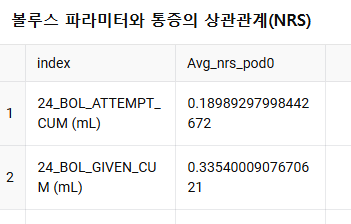 볼루스 파라미터와 통증의 상관관계(NRS)
index Avg_nrs_pod0
1 24_BOL_ATTEMPT_ 0.18989297998442
CUM (mL) 672
2 24_BOL_GIVEN_CU 0.33540009076706
M (mL) 21